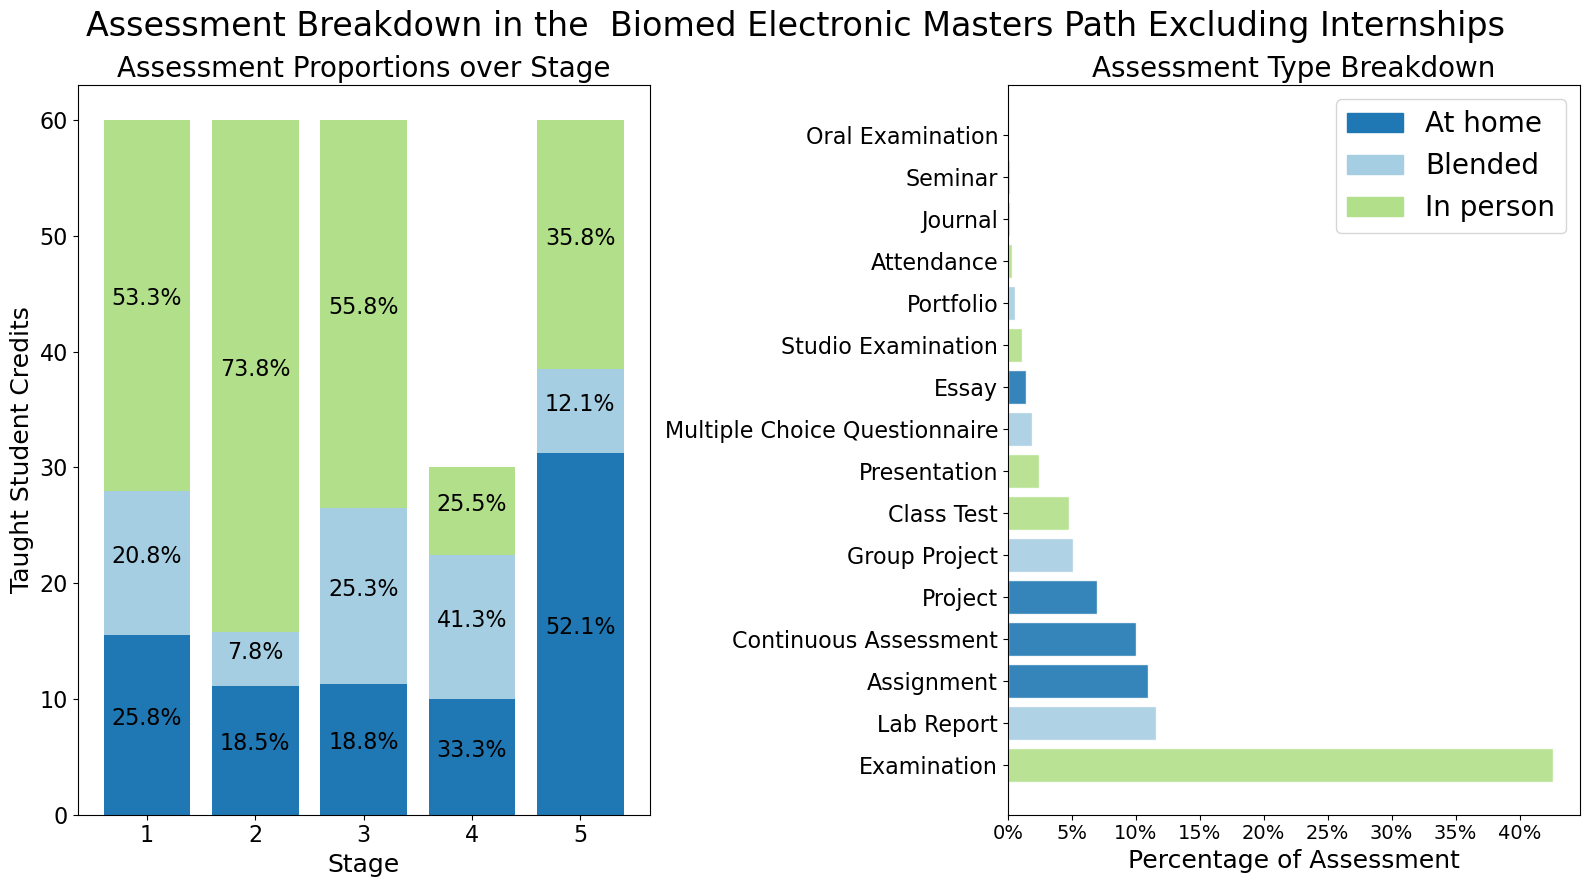 Assessment Breakdown in the  Biomed Electronic Masters Path Excluding Internships
Assessment Proportions over Stage
Taught Student Credits
60
50
40
30
20
10
0
53.3%
20.8%
25.8%
73.8%
7.8%
18.5%
55.8%
25.3%
18.8%
25.5%
41.3%
33.3%
35.8%
12.1%
52.1%
1 2 3 4 5
Stage
Assessment Type Breakdown
At home
Blended
In person
Oral Examination
Seminar
Journal
Attendance
Portfolio
Studio Examination
Essay
Multiple Choice Questionnaire
Presentation
Class Test
Group Project
Project
Continuous Assessment
Assignment
Lab Report
Examination
0% 5% 10% 15% 20% 25% 30% 35% 40%
Percentage of Assessment